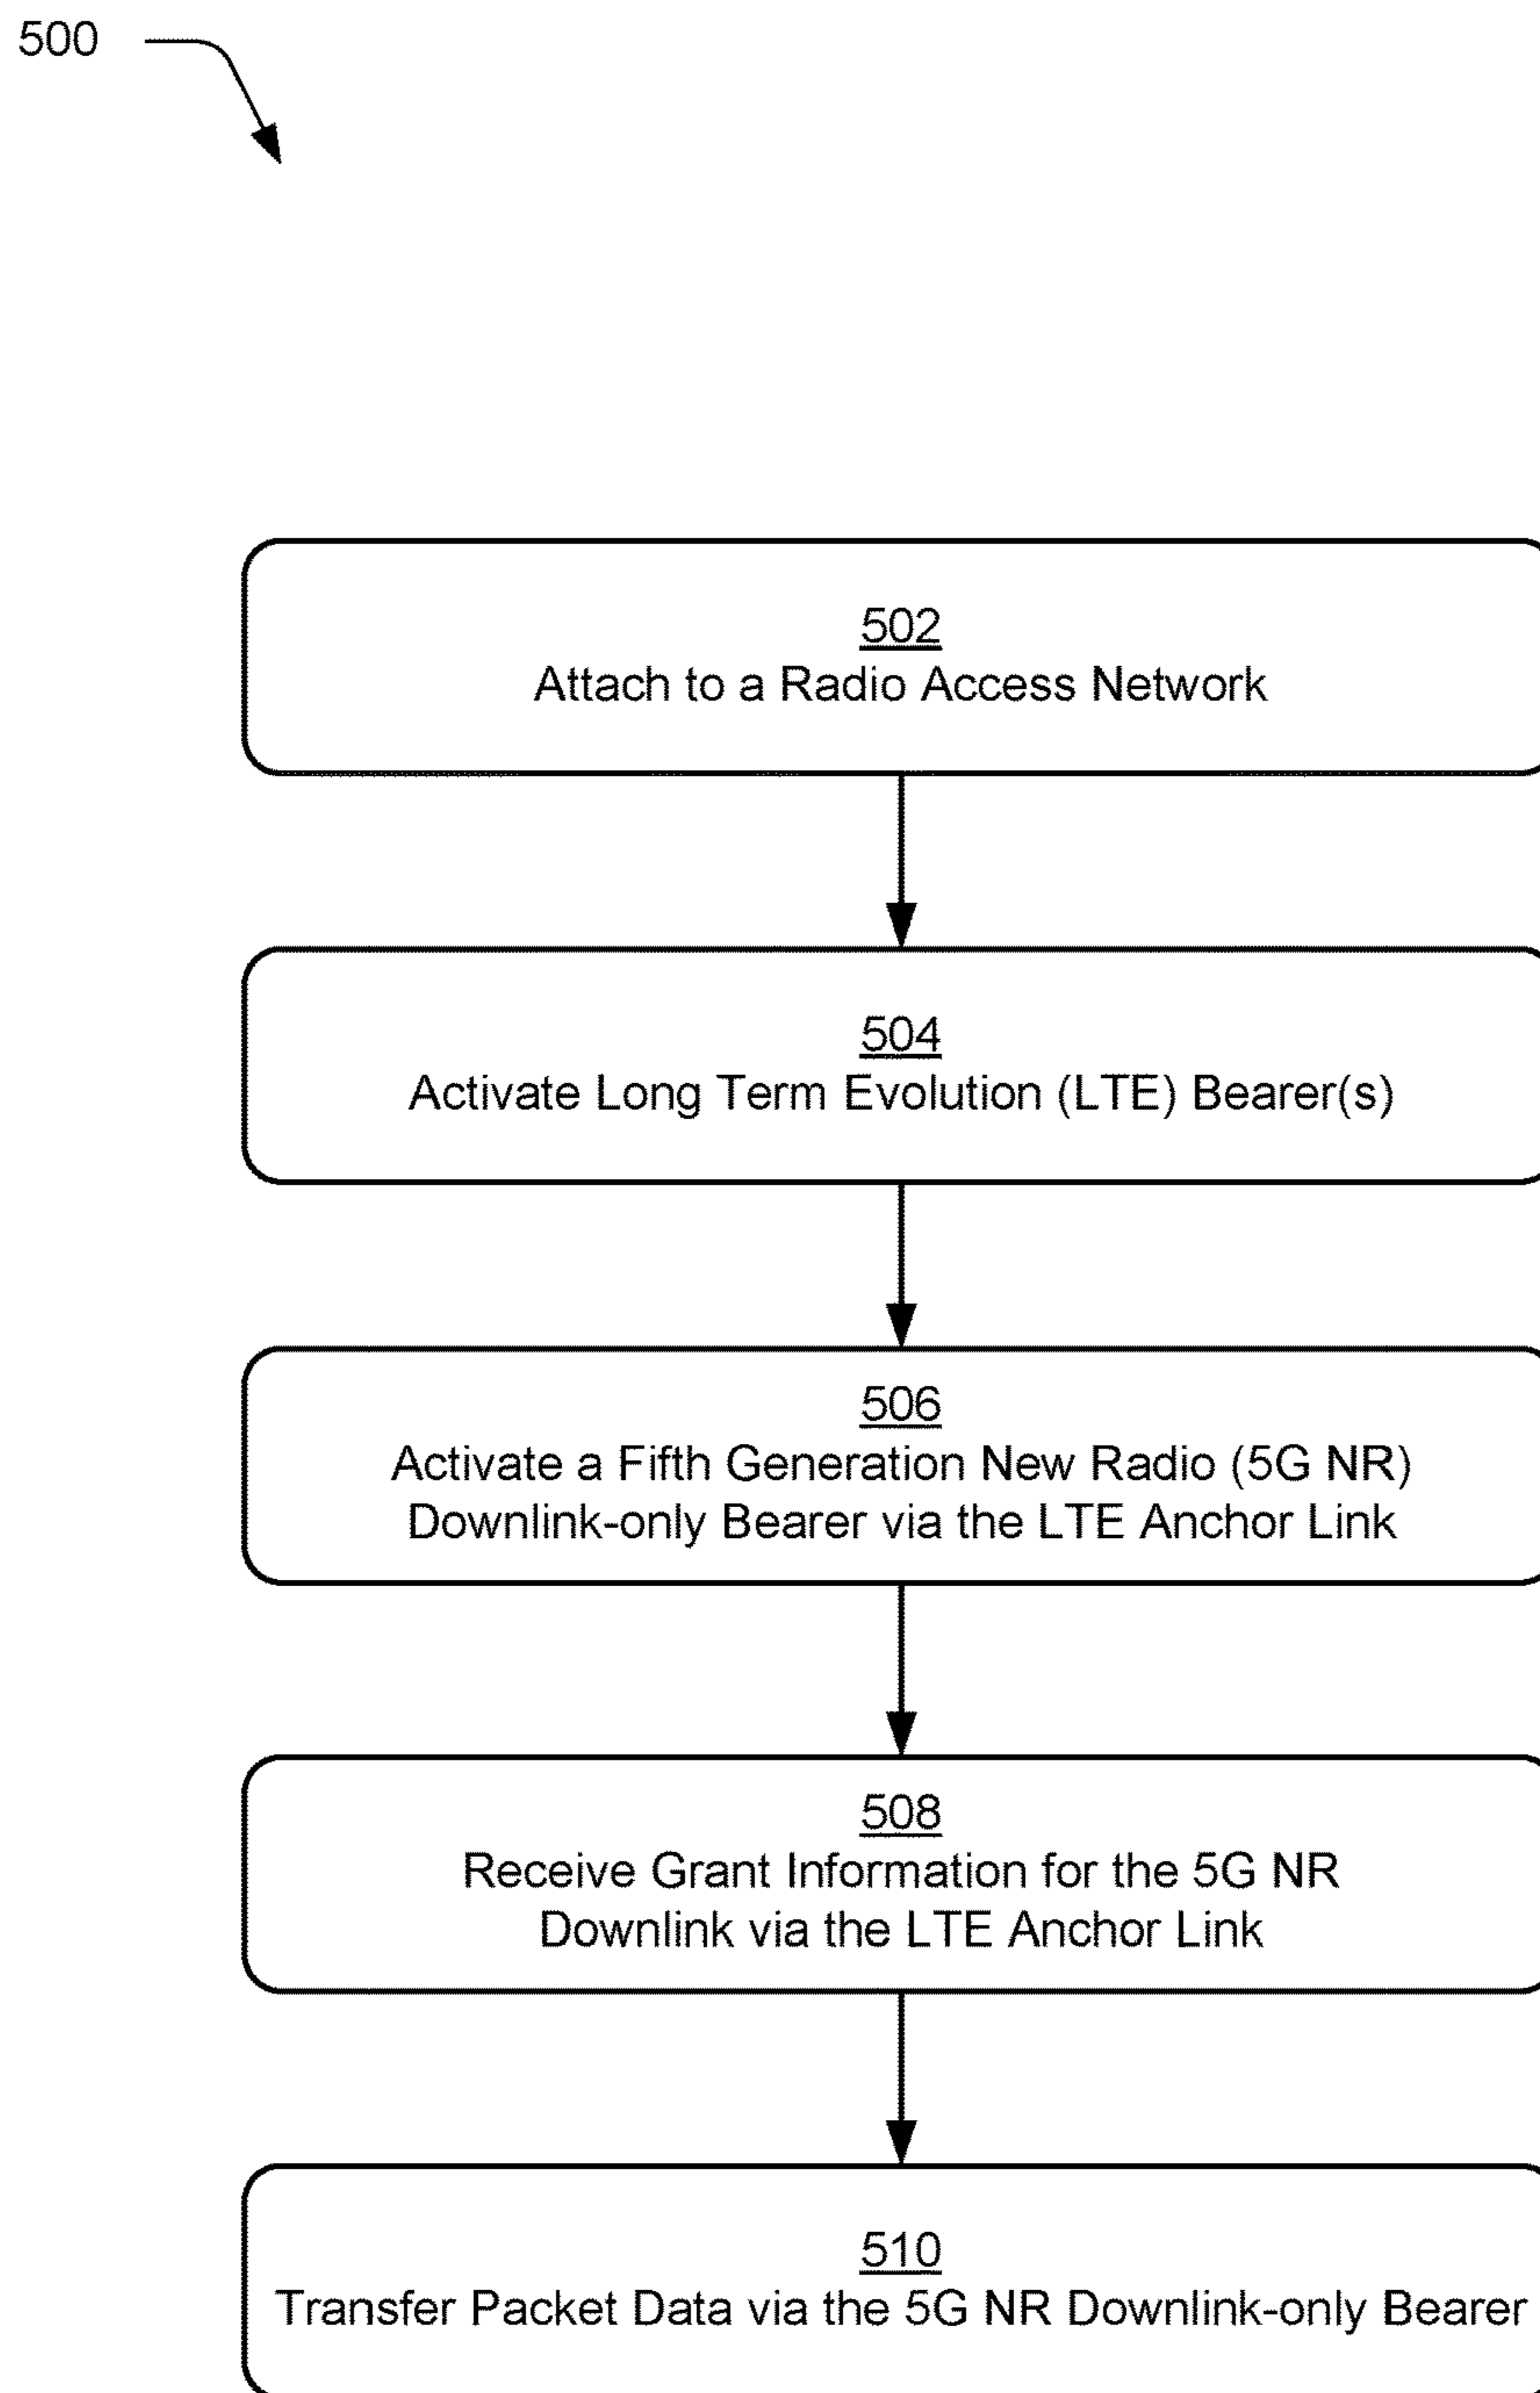 500
502
Attach to a Radio Access Network
504
Activate Long Term Evolution (LTE) Bearer(s)
506
Activate a Fifth Generation New Radio (5G NR)
Downlink-only Bearer via the LTE Anchor Link
508
Receive Grant Information for the 5G NR
Downlink via the LTE Anchor Link
510
Transfer Packet Data via the 5G NR Downlink-only Bearer